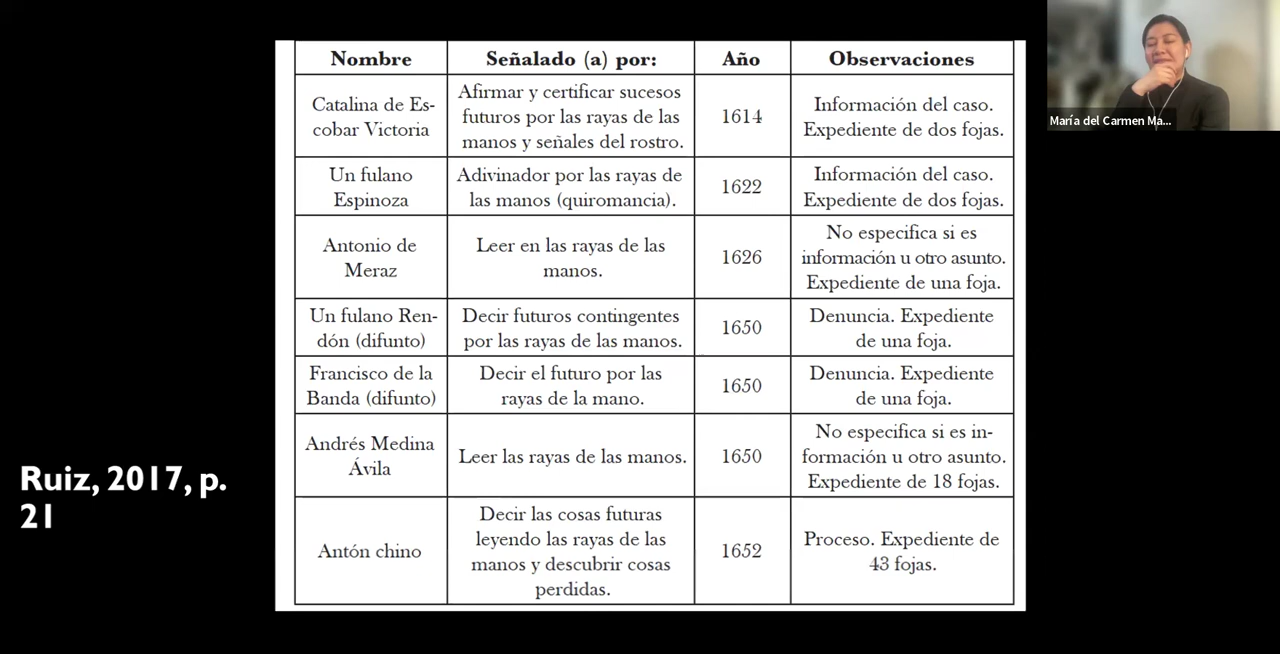 Nombre
Señalado (a) por:
Año
Observaciones
Catalina de Es-
cobar Victoria
Afirmar y certificar sucesos
futuros por las rayas de las
manos y señales del rostro.
1614
Información del caso.
Expediente de dos fojas.
Un fulano
Espinoza
Adivinador por las rayas de
las manos (quiromancia).
1622
Información del caso.
Expediente de dos fojas.
Antonio de
Meraz
Leer en las rayas de las
manos.
1626
No especifica si es
información u otro asunto.
Expediente de una foja.
Un fulano Ren-
dón (difunto)
Decir futuros contingentes
por las rayas de las manos.
1650
Denuncia. Expediente
de una foja.
Francisco de la
Banda (difunto)
Decir el futuro por las
rayas de la mano.
1650
Denuncia. Expediente
de una foja.
Andrés Medina
Ávila
Leer las rayas de las manos.
1650
No especifica si es in-
formación u otro asunto.
Expediente de 18 fojas.
Antón chino
Decir las cosas futuras
leyendo las rayas de las
manos y descubrir cosas
perdidas.
1652
Proceso. Expediente de
43 fojas.
Ruiz, 2017, p.
21
María del Carmen Ma...